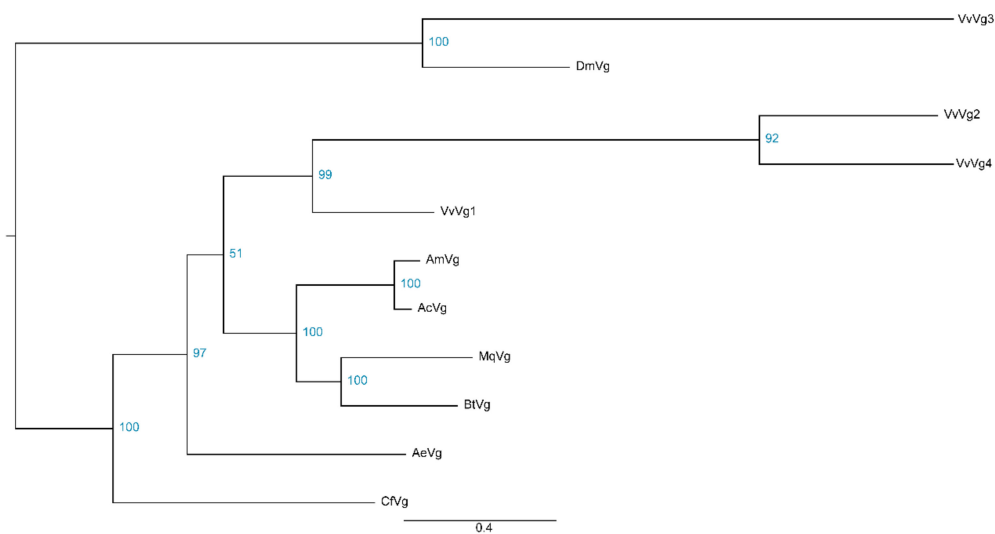 VvVg3
100
DmVg
VvVg2
92
VvVg4
99
VvVg1
51
AmVg
100
AcVg
100
MqVg
97
100
BtVg
100
AeVg
CfVg
0.4